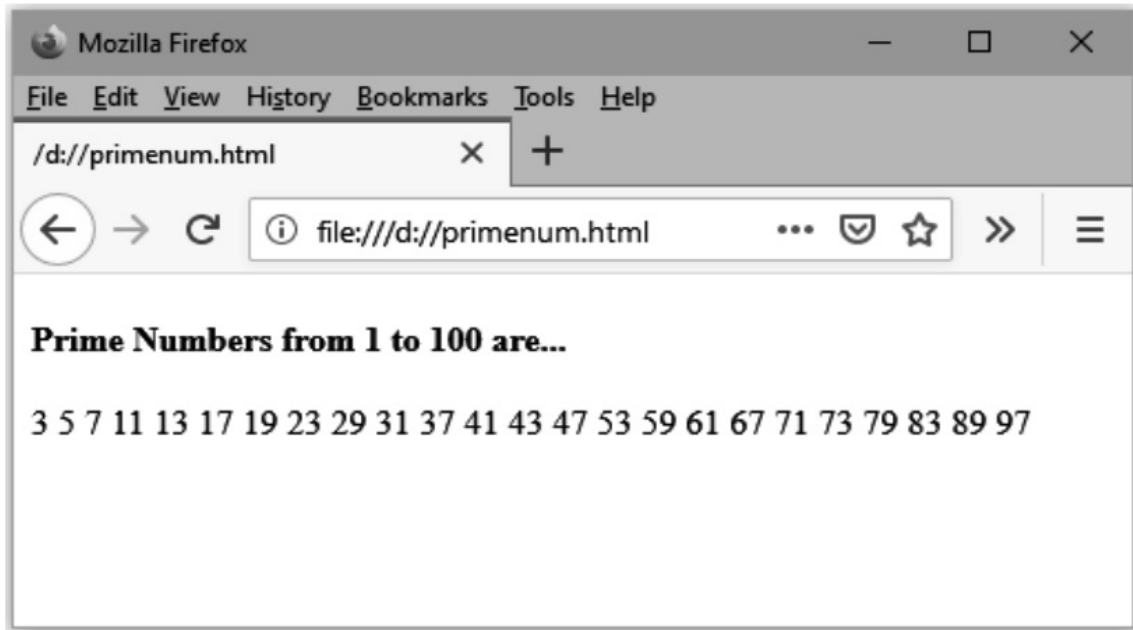 Mozilla Firefox
File Edit View History Bookmarks Tools Help
/d://primenum.html
file:///d://primenum.html
Prime Numbers from 1 to 100 are...
3 5 7 11 13 17 19 23 29 31 37 41 43 47 53 59 61 67 71 73 79 83 89 97